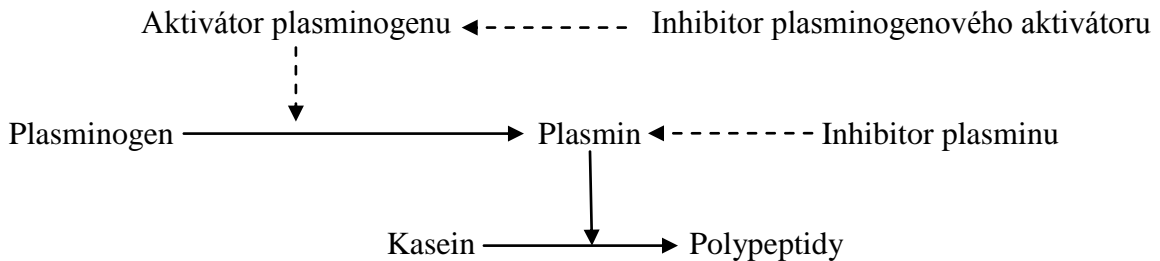 Aktivátor plasminogenu Inhibitor plasminogenového aktivátoru
Plasminogen Plasmin Inhibitor plasminu
Kasein Polypeptidy